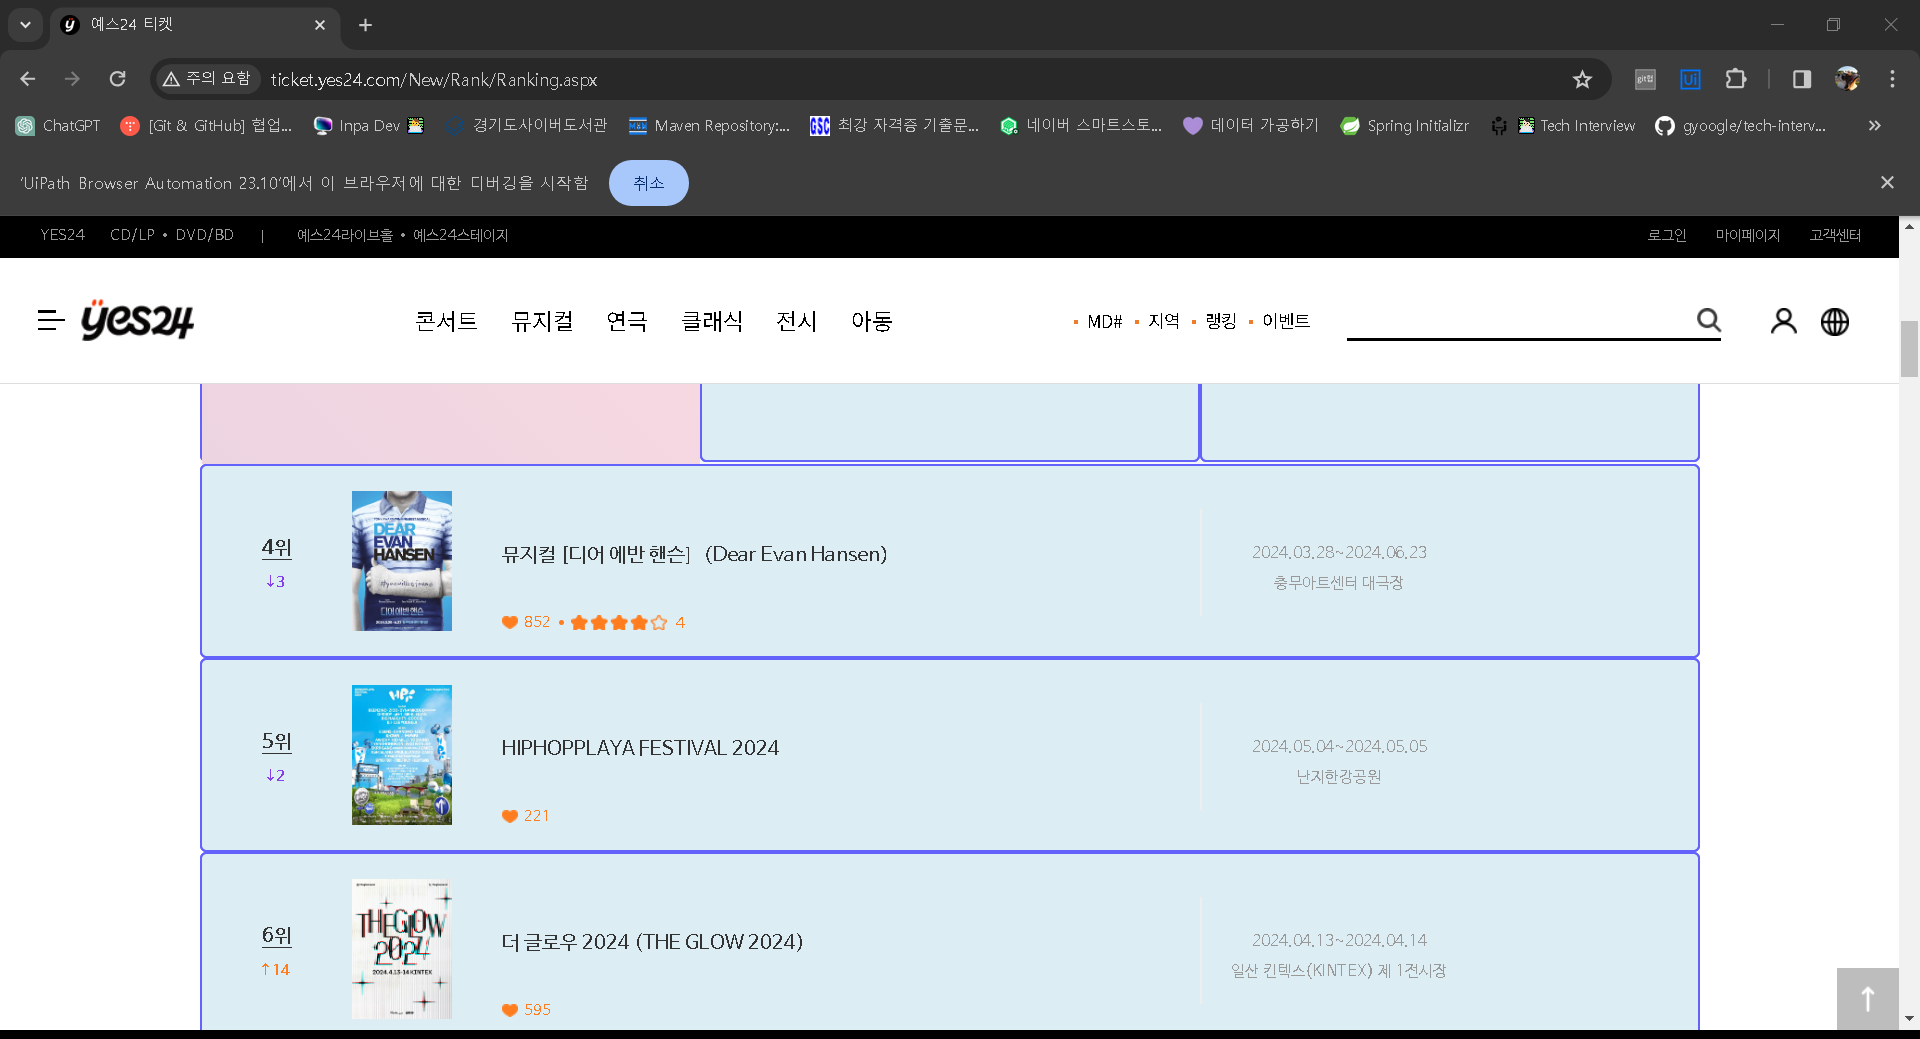 예스24 티켓
주의 요함 ticket.yes24.com/New/Rank/Ranking.aspx
git헙 Ui
ChatGPT [Git & GitHub] 협업... Inpa Dev 경기도사이버도서관 Maven Repository:... GSC 최강 자격증 기출문... 네이버 스마트스토... 데이터 가공하기 Spring Initializr Tech Interview gyoogle/tech-interv... »
'UiPath Browser Automation 23.10'에서 이 브라우저에 대한 디버깅을 시작함 취소
YES24 CD/LP • DVD/BD | 예스24라이브홀 • 예스24스테이지 로그인 마이페이지 고객센터
yes24 콘서트 뮤지컬 연극 클래식 전시 아동 MD# 지역 랭킹 이벤트
4위
↓3
DEAR
EVAN
HANSEN
디어 에반 핸슨
뮤지컬 [디어 에반 핸슨] (Dear Evan Hansen)
852 • 4
2024.03.28~2024.06.23
충무아트센터 대극장
5위
↓2
HIPHOPPLAYA FESTIVAL 2024
221
2024.05.04~2024.05.05
난지한강공원
6위
↑14
THE GLOW
2024
2024.4.13-14 KINTEX
더 글로우 2024 (THE GLOW 2024)
595
2024.04.13~2024.04.14
일산 킨텍스(KINTEX) 제 1전시장